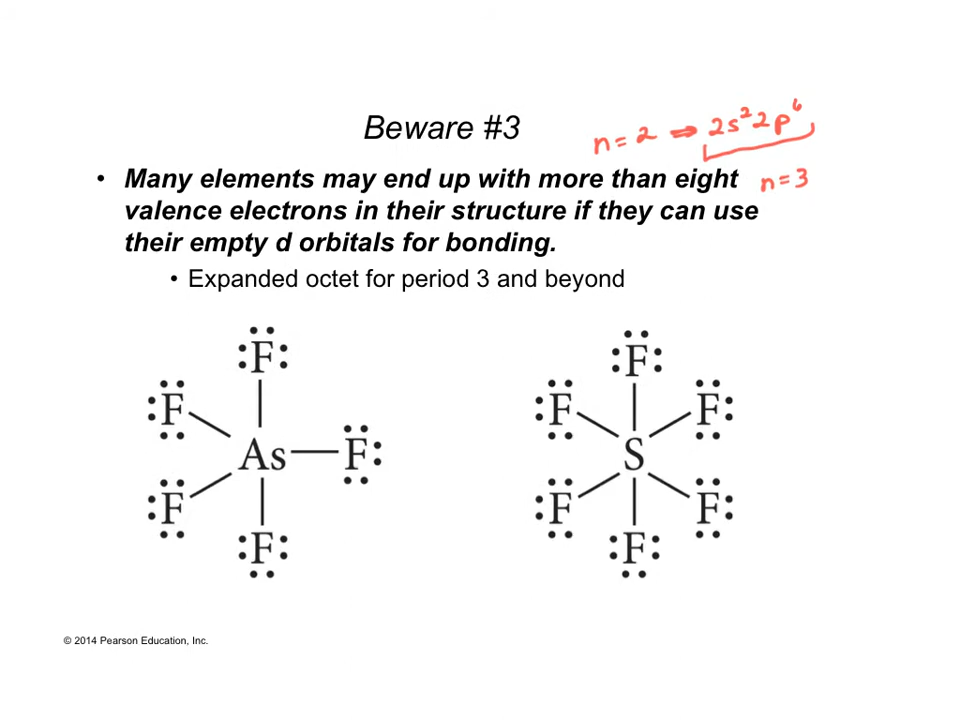 Beware #3
n = 2 ⇒ 2s²2p⁶
• Many elements may end up with more than eight
n = 3
valence electrons in their structure if they can use
their empty d orbitals for bonding.
• Expanded octet for period 3 and beyond
:F: :F:
:F :F F:
As—F: S
:F :F F:
:F: :F:
© 2014 Pearson Education, Inc.